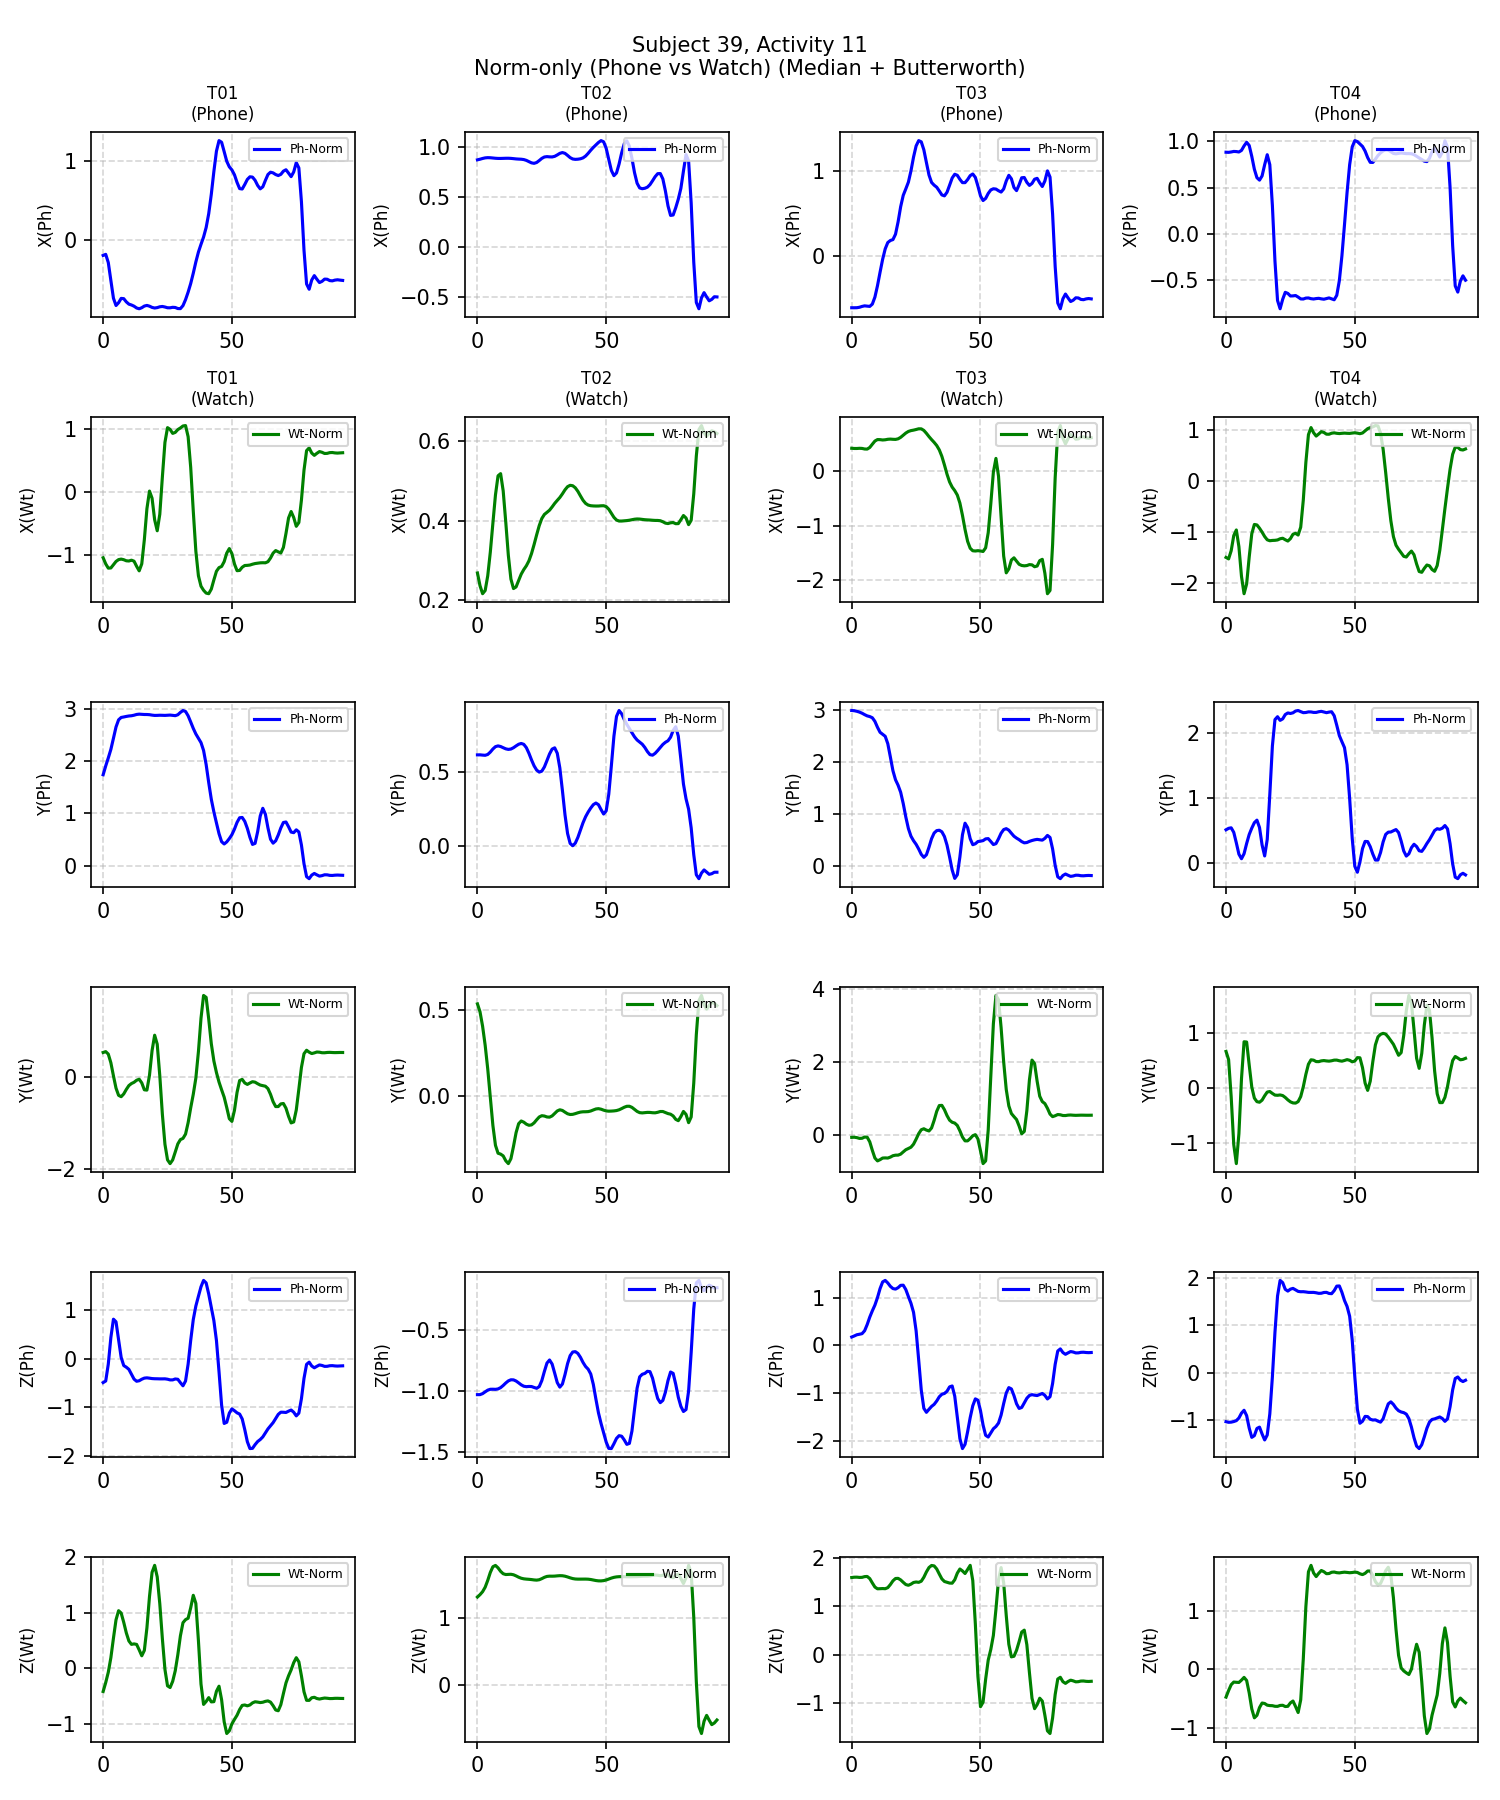 Subject 39, Activity 11
Norm-only (Phone vs Watch) (Median + Butterworth)
T01
(Phone)
T02
(Phone)
T03
(Phone)
T04
(Phone)
X(Ph)
1
0
0
50
Ph-Norm
X(Ph)
1.0
0.5
0.0
−0.5
0
50
Ph-Norm
X(Ph)
1
0
0
50
Ph-Norm
X(Ph)
1.0
0.5
0.0
−0.5
0
50
Ph-Norm
T01
(Watch)
T02
(Watch)
T03
(Watch)
T04
(Watch)
X(Wt)
1
0
−1
0
50
Wt-Norm
X(Wt)
0.6
0.4
0.2
0
50
Wt-Norm
X(Wt)
0
−1
−2
0
50
Wt-Norm
X(Wt)
1
0
−1
−2
0
50
Wt-Norm
Y(Ph)
3
2
1
0
0
50
Ph-Norm
Y(Ph)
0.5
0.0
0
50
Ph-Norm
Y(Ph)
3
2
1
0
0
50
Ph-Norm
Y(Ph)
2
1
0
0
50
Ph-Norm
Y(Wt)
0
−2
0
50
Wt-Norm
Y(Wt)
0.5
0.0
0
50
Wt-Norm
Y(Wt)
4
2
0
0
50
Wt-Norm
Y(Wt)
1
0
−1
0
50
Wt-Norm
Z(Ph)
1
0
−1
−2
0
50
Ph-Norm
Z(Ph)
−0.5
−1.0
−1.5
0
50
Ph-Norm
Z(Ph)
1
0
−1
−2
0
50
Ph-Norm
Z(Ph)
2
1
0
−1
0
50
Ph-Norm
Z(Wt)
2
1
0
−1
0
50
Wt-Norm
Z(Wt)
1
0
0
50
Wt-Norm
Z(Wt)
2
1
0
−1
0
50
Wt-Norm
Z(Wt)
1
0
−1
0
50
Wt-Norm